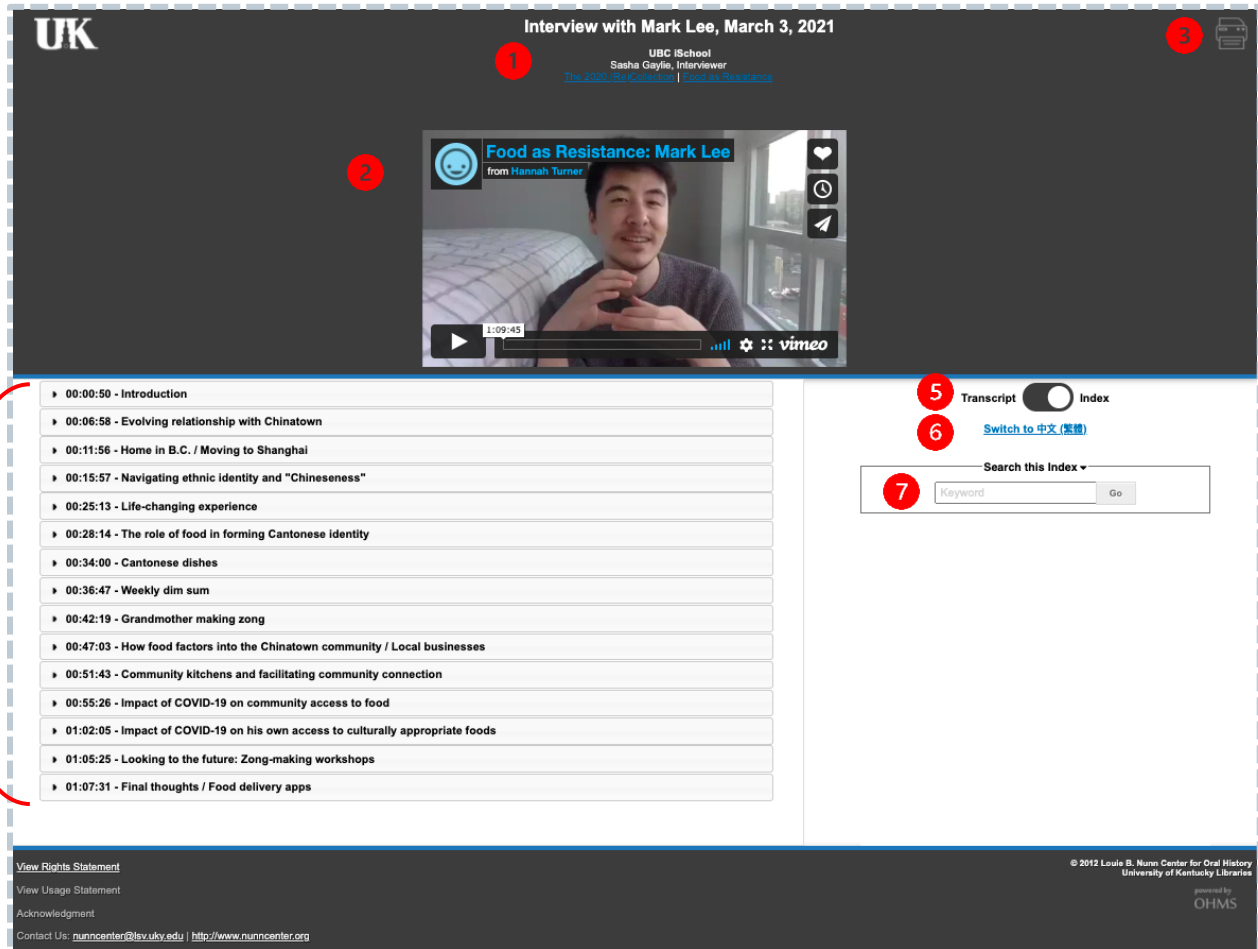 UK
Interview with Mark Lee, March 3, 2021
3
1
UBC iSchool
Sasha Gaylie, Interviewer
The 2020 (Re)Collection | Food as Resistance
2
Food as Resistance: Mark Lee
from Hannah Turner
1:09:45
vimeo
00:00:50 - Introduction
00:06:58 - Evolving relationship with Chinatown
00:11:56 - Home in B.C. / Moving to Shanghai
00:15:57 - Navigating ethnic identity and "Chineseness"
00:25:13 - Life-changing experience
00:28:14 - The role of food in forming Cantonese identity
00:34:00 - Cantonese dishes
00:36:47 - Weekly dim sum
00:42:19 - Grandmother making zong
00:47:03 - How food factors into the Chinatown community / Local businesses
00:51:43 - Community kitchens and facilitating community connection
00:55:26 - Impact of COVID-19 on community access to food
01:02:05 - Impact of COVID-19 on his own access to culturally appropriate foods
01:05:25 - Looking to the future: Zong-making workshops
01:07:31 - Final thoughts / Food delivery apps
5 Transcript Index
6 Switch to 中文 (繁體)
Search this Index
7 Keyword Go
View Rights Statement
View Usage Statement
Acknowledgment
Contact Us: nunncenter@lsv.uky.edu | http://www.nunncenter.org
© 2012 Louie B. Nunn Center for Oral History
University of Kentucky Libraries
powered by
OHMS